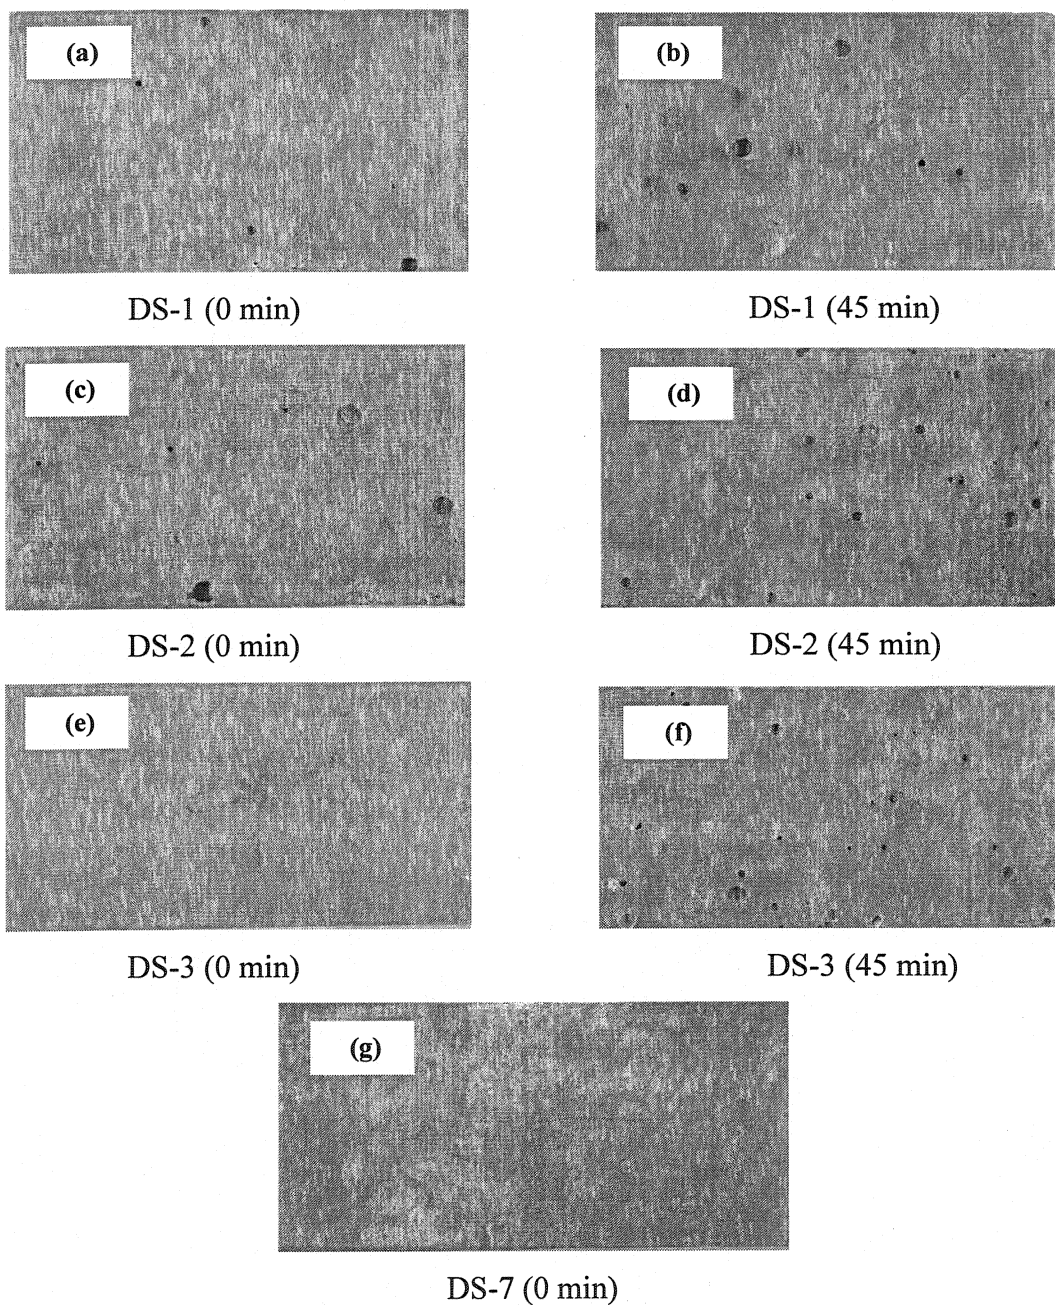 (a)
(b)
DS-1 (0 min)
DS-1 (45 min)
(c)
(d)
DS-2 (0 min)
DS-2 (45 min)
(e)
(f)
DS-3 (0 min)
DS-3 (45 min)
(g)
DS-7 (0 min)